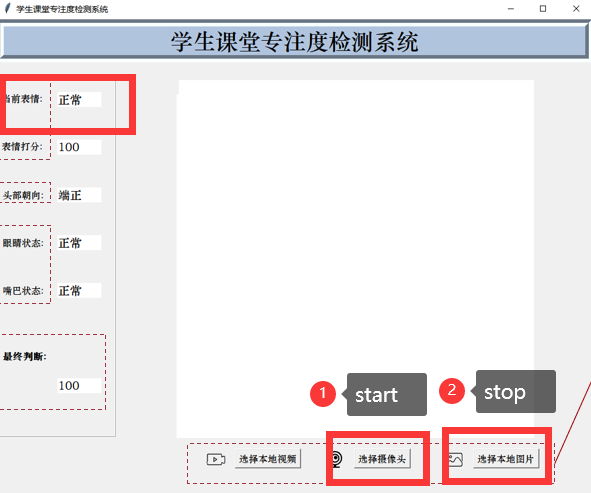 学生课堂专注度检测系统
学生课堂专注度检测系统
当前表情: 正常
表情打分: 100
头部朝向: 端正
眼睛状态: 正常
嘴巴状态: 正常
最终判断:
100
1 start 2 stop
选择本地视频 选择摄像头 选择本地图片